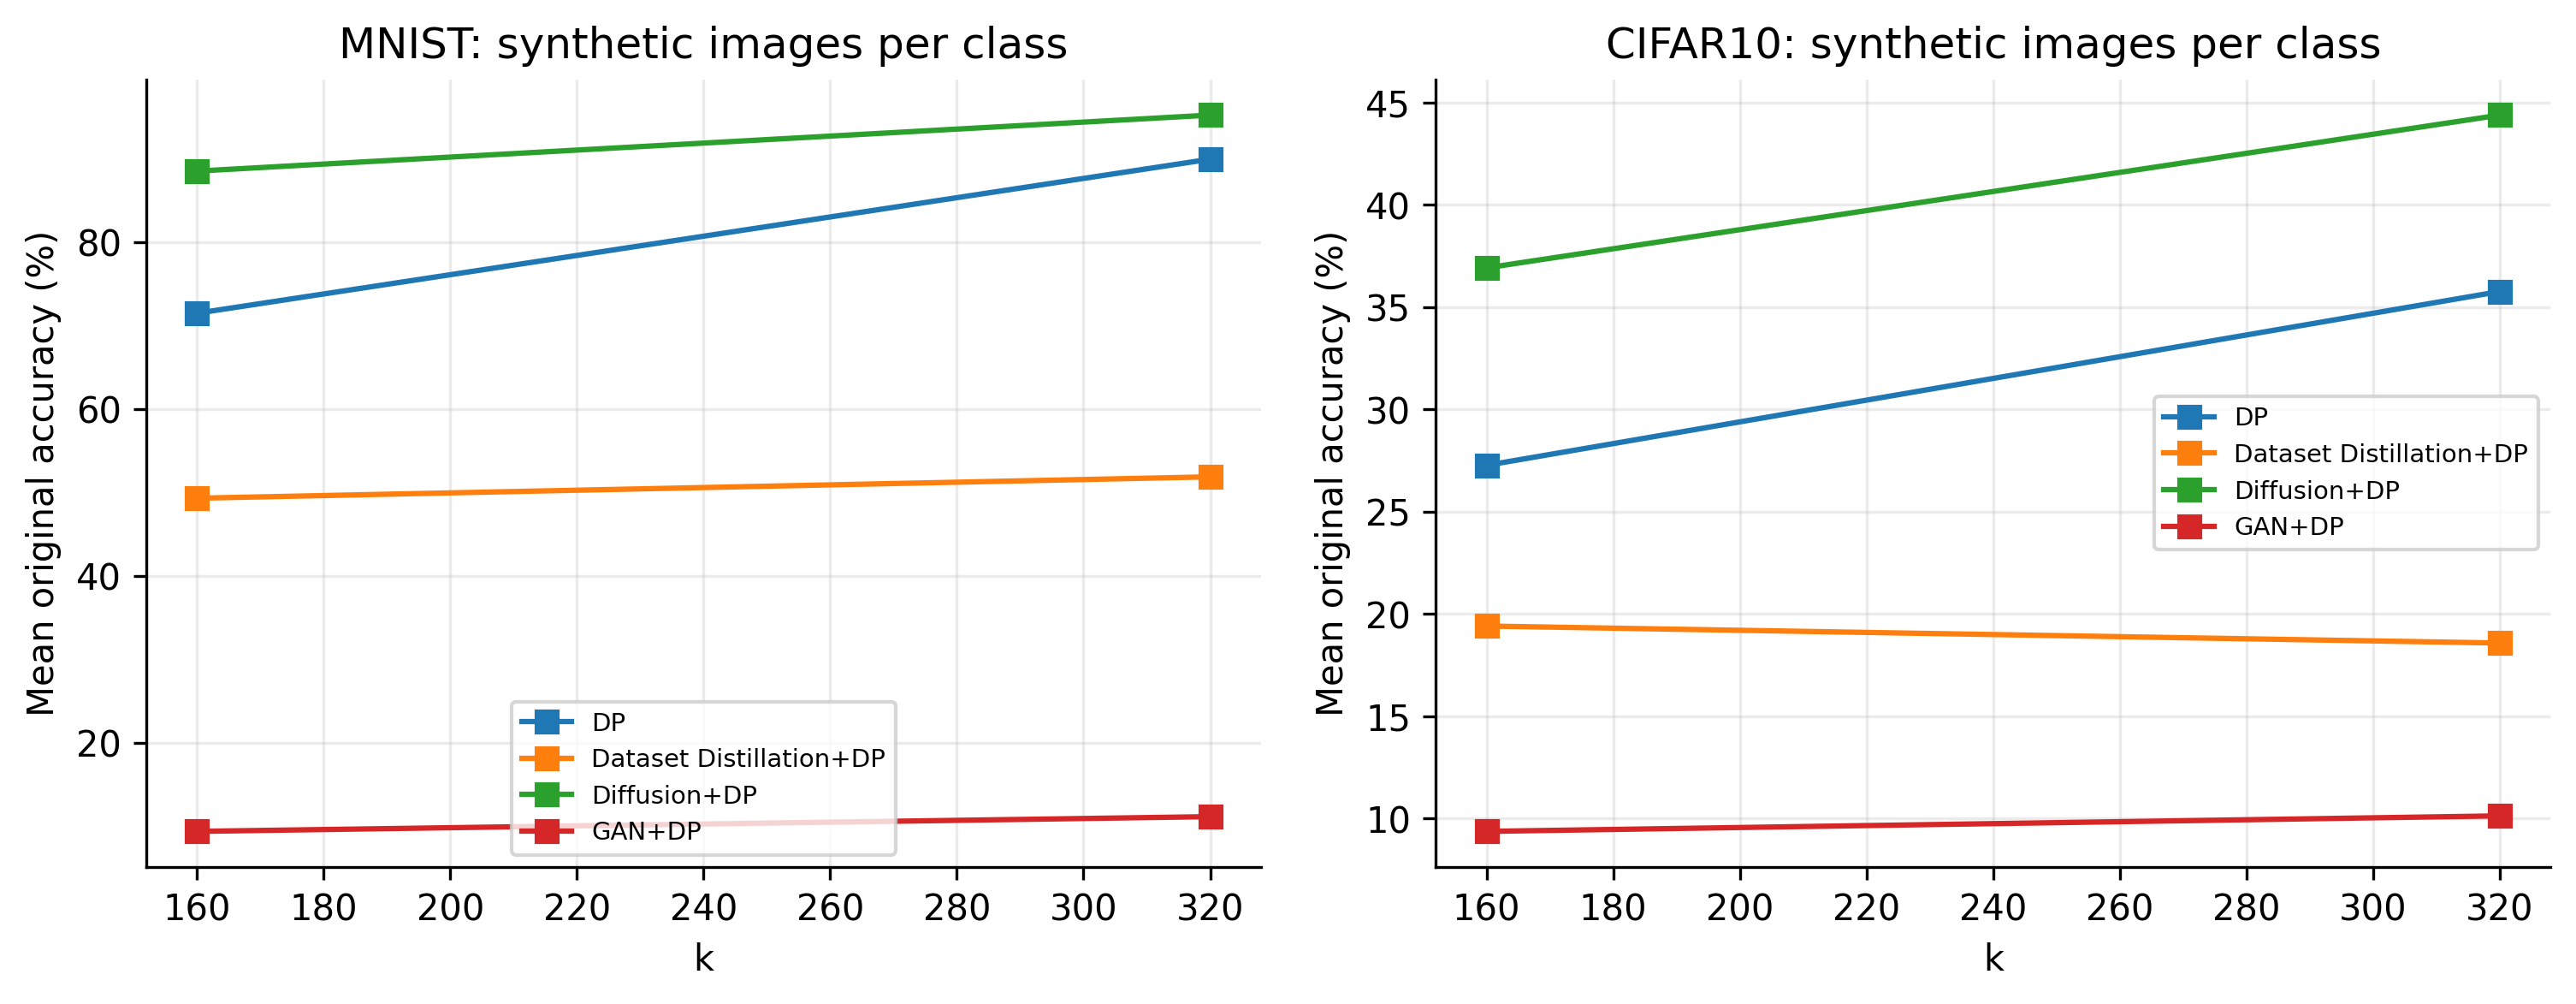 MNIST: synthetic images per class
Mean original accuracy (%)
80
60
40
20
DP
Dataset Distillation+DP
Diffusion+DP
GAN+DP
160 180 200 220 240 260 280 300 320
k
CIFAR10: synthetic images per class
Mean original accuracy (%)
45
40
35
30
25
20
15
10
DP
Dataset Distillation+DP
Diffusion+DP
GAN+DP
160 180 200 220 240 260 280 300 320
k